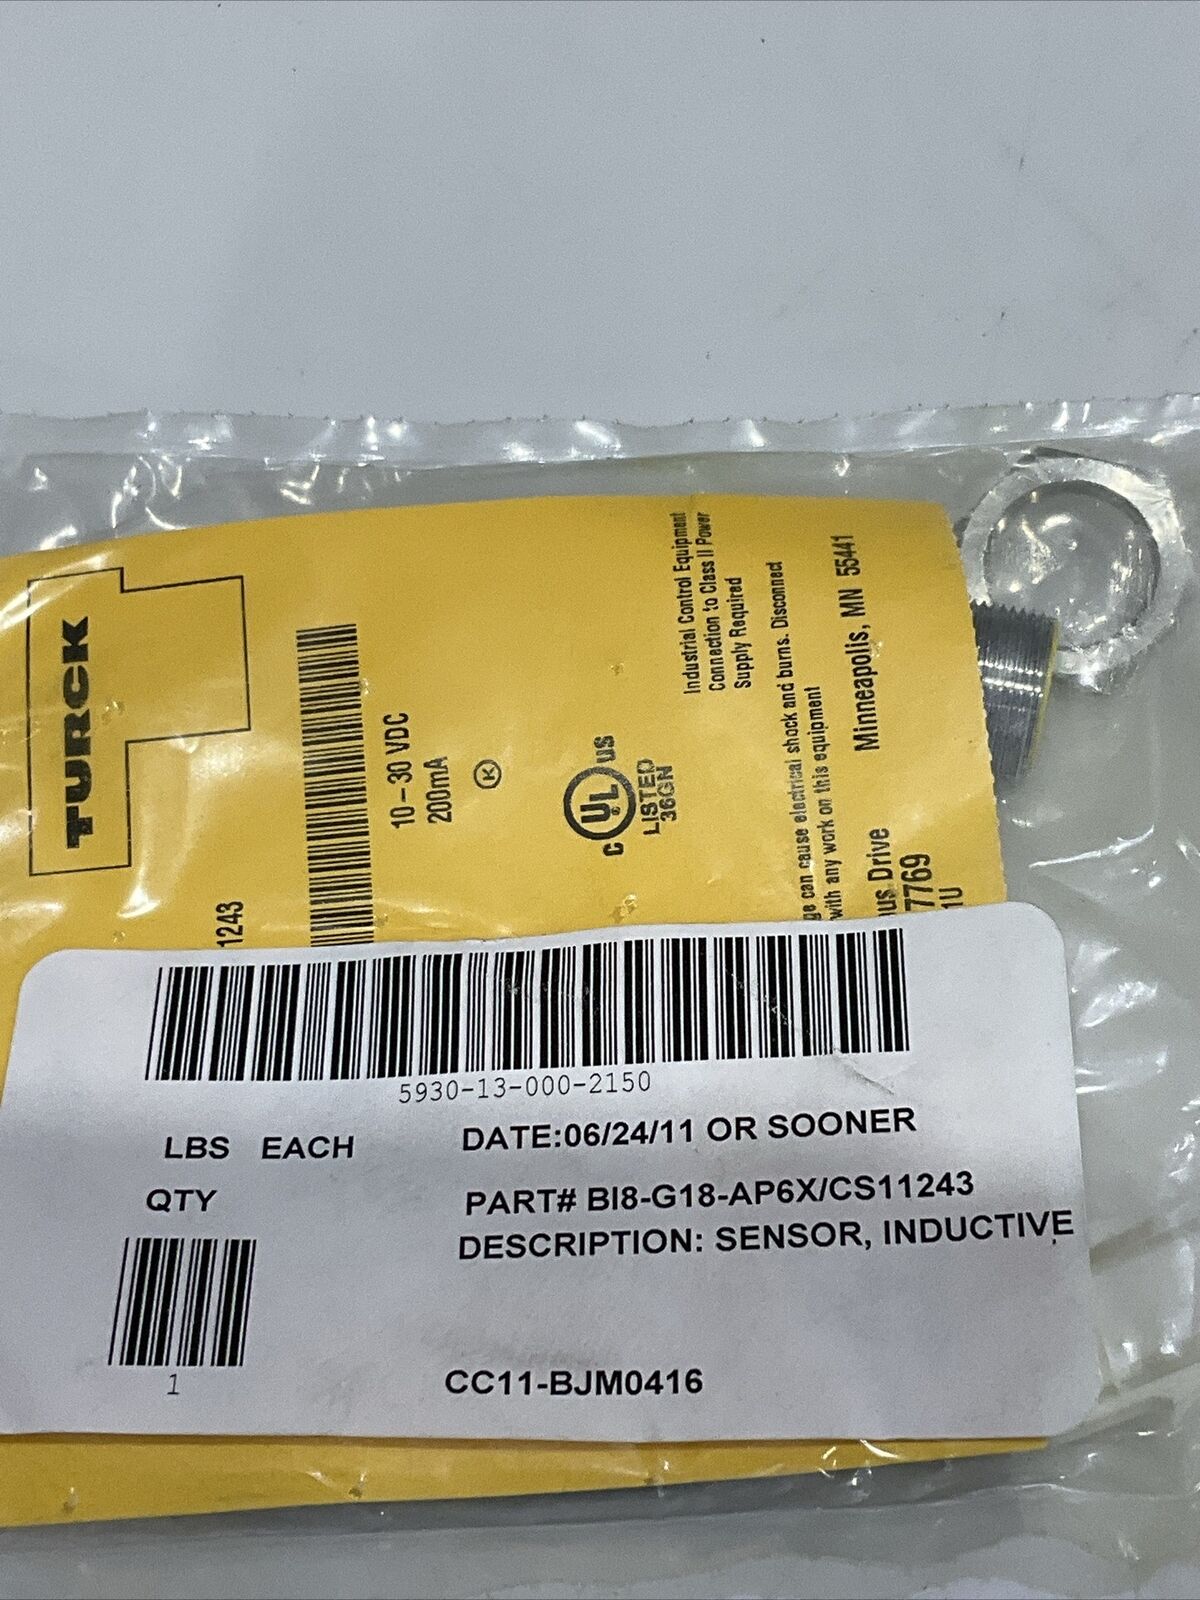 TURCK
1243
10-30 VDC
200mA
K
c UL us
LISTED
36GN
Industrial Control Equipment
Connection to Class II Power
Supply Required
can cause electrical shock and burns. Disconnect
with any work on this equipment
Drive Minneapolis, MN 55441
7769
1U
5930-13-000-2150
LBS EACH
DATE:06/24/11 OR SOONER
QTY
PART# BI8-G18-AP6X/CS11243
DESCRIPTION: SENSOR, INDUCTIVE
1
CC11-BJM0416